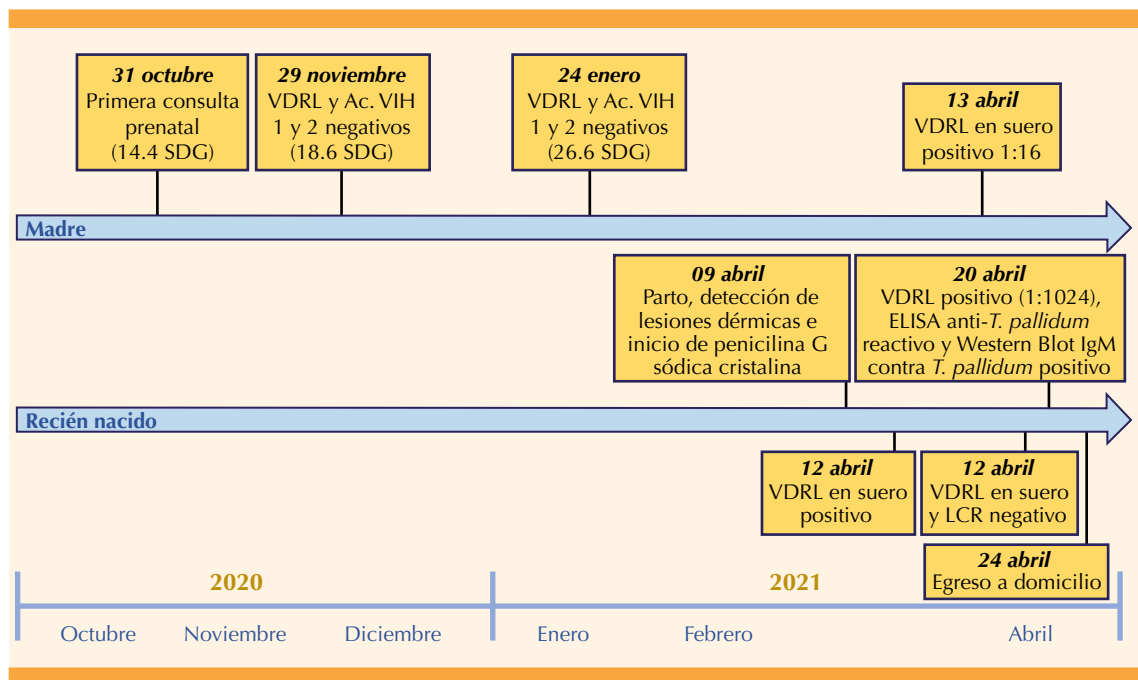 31 octubre
Primera consulta
prenatal
(14.4 SDG)
29 noviembre
VDRL y Ac. VIH
1 y 2 negativos
(18.6 SDG)
24 enero
VDRL y Ac. VIH
1 y 2 negativos
(26.6 SDG)
13 abril
VDRL en suero
positivo 1:16
Madre
09 abril
Parto, detección de
lesiones dérmicas e
inicio de penicilina G
sódica cristalina
20 abril
VDRL positivo (1:1024),
ELISA anti-T. pallidum
reactivo y Western Blot IgM
contra T. pallidum positivo
Recién nacido
12 abril
VDRL en suero
positivo
12 abril
VDRL en suero
y LCR negativo
24 abril
Egreso a domicilio
2020
2021
Octubre
Noviembre
Diciembre
Enero
Febrero
Abril